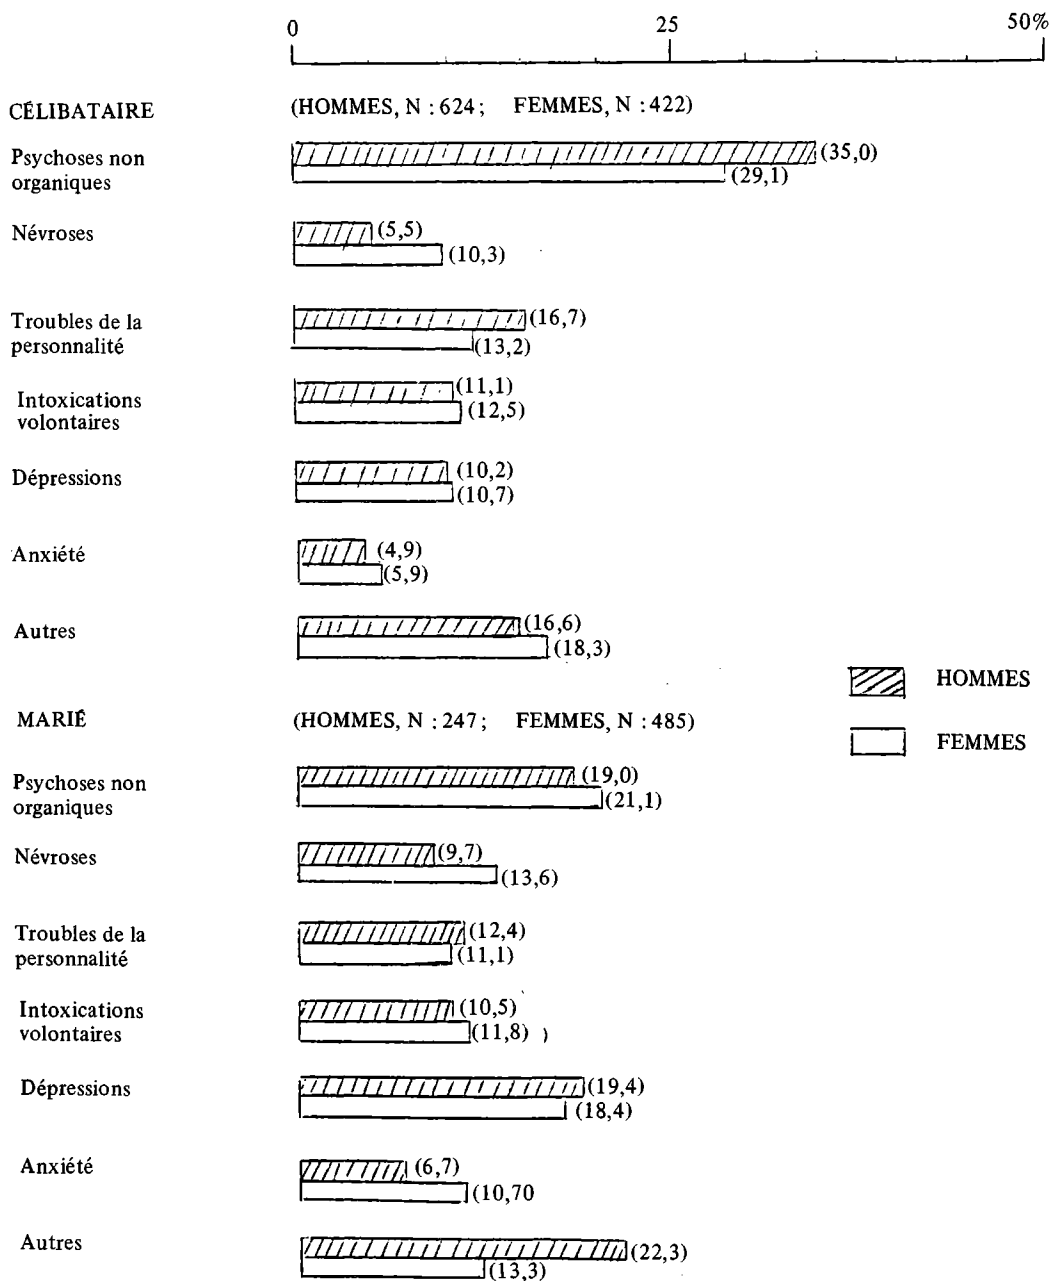 0 25 50%
CÉLIBATAIRE (HOMMES, N : 624 ; FEMMES, N : 422)
Psychoses non
organiques
(35,0)
(29,1)
Névroses
(5,5)
(10,3)
Troubles de la
personnalité
(16,7)
(13,2)
Intoxications
volontaires
(11,1)
(12,5)
Dépressions
(10,2)
(10,7)
Anxiété
(4,9)
(5,9)
Autres
(16,6)
(18,3)
HOMMES
FEMMES
MARIÉ (HOMMES, N : 247 ; FEMMES, N : 485)
Psychoses non
organiques
(19,0)
(21,1)
Névroses
(9,7)
(13,6)
Troubles de la
personnalité
(12,4)
(11,1)
Intoxications
volontaires
(10,5)
(11,8) )
Dépressions
(19,4)
(18,4)
Anxiété
(6,7)
(10,70
Autres
(22,3)
(13,3)